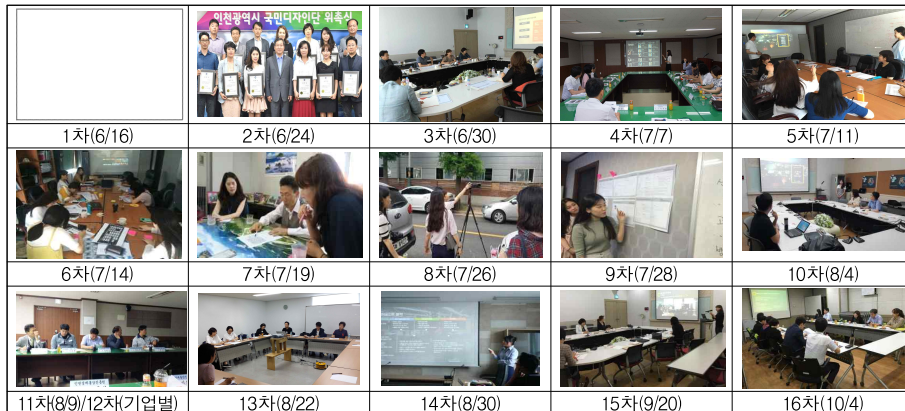 인천광역시 국민디자인단 위촉식
1차(6/16)
2차(6/24)
3차(6/30)
4차(7/7)
5차(7/11)
6차(7/14)
7차(7/19)
8차(7/26)
9차(7/28)
10차(8/4)
11차(8/9)/12차(기업별)
13차(8/22)
14차(8/30)
15차(9/20)
16차(10/4)